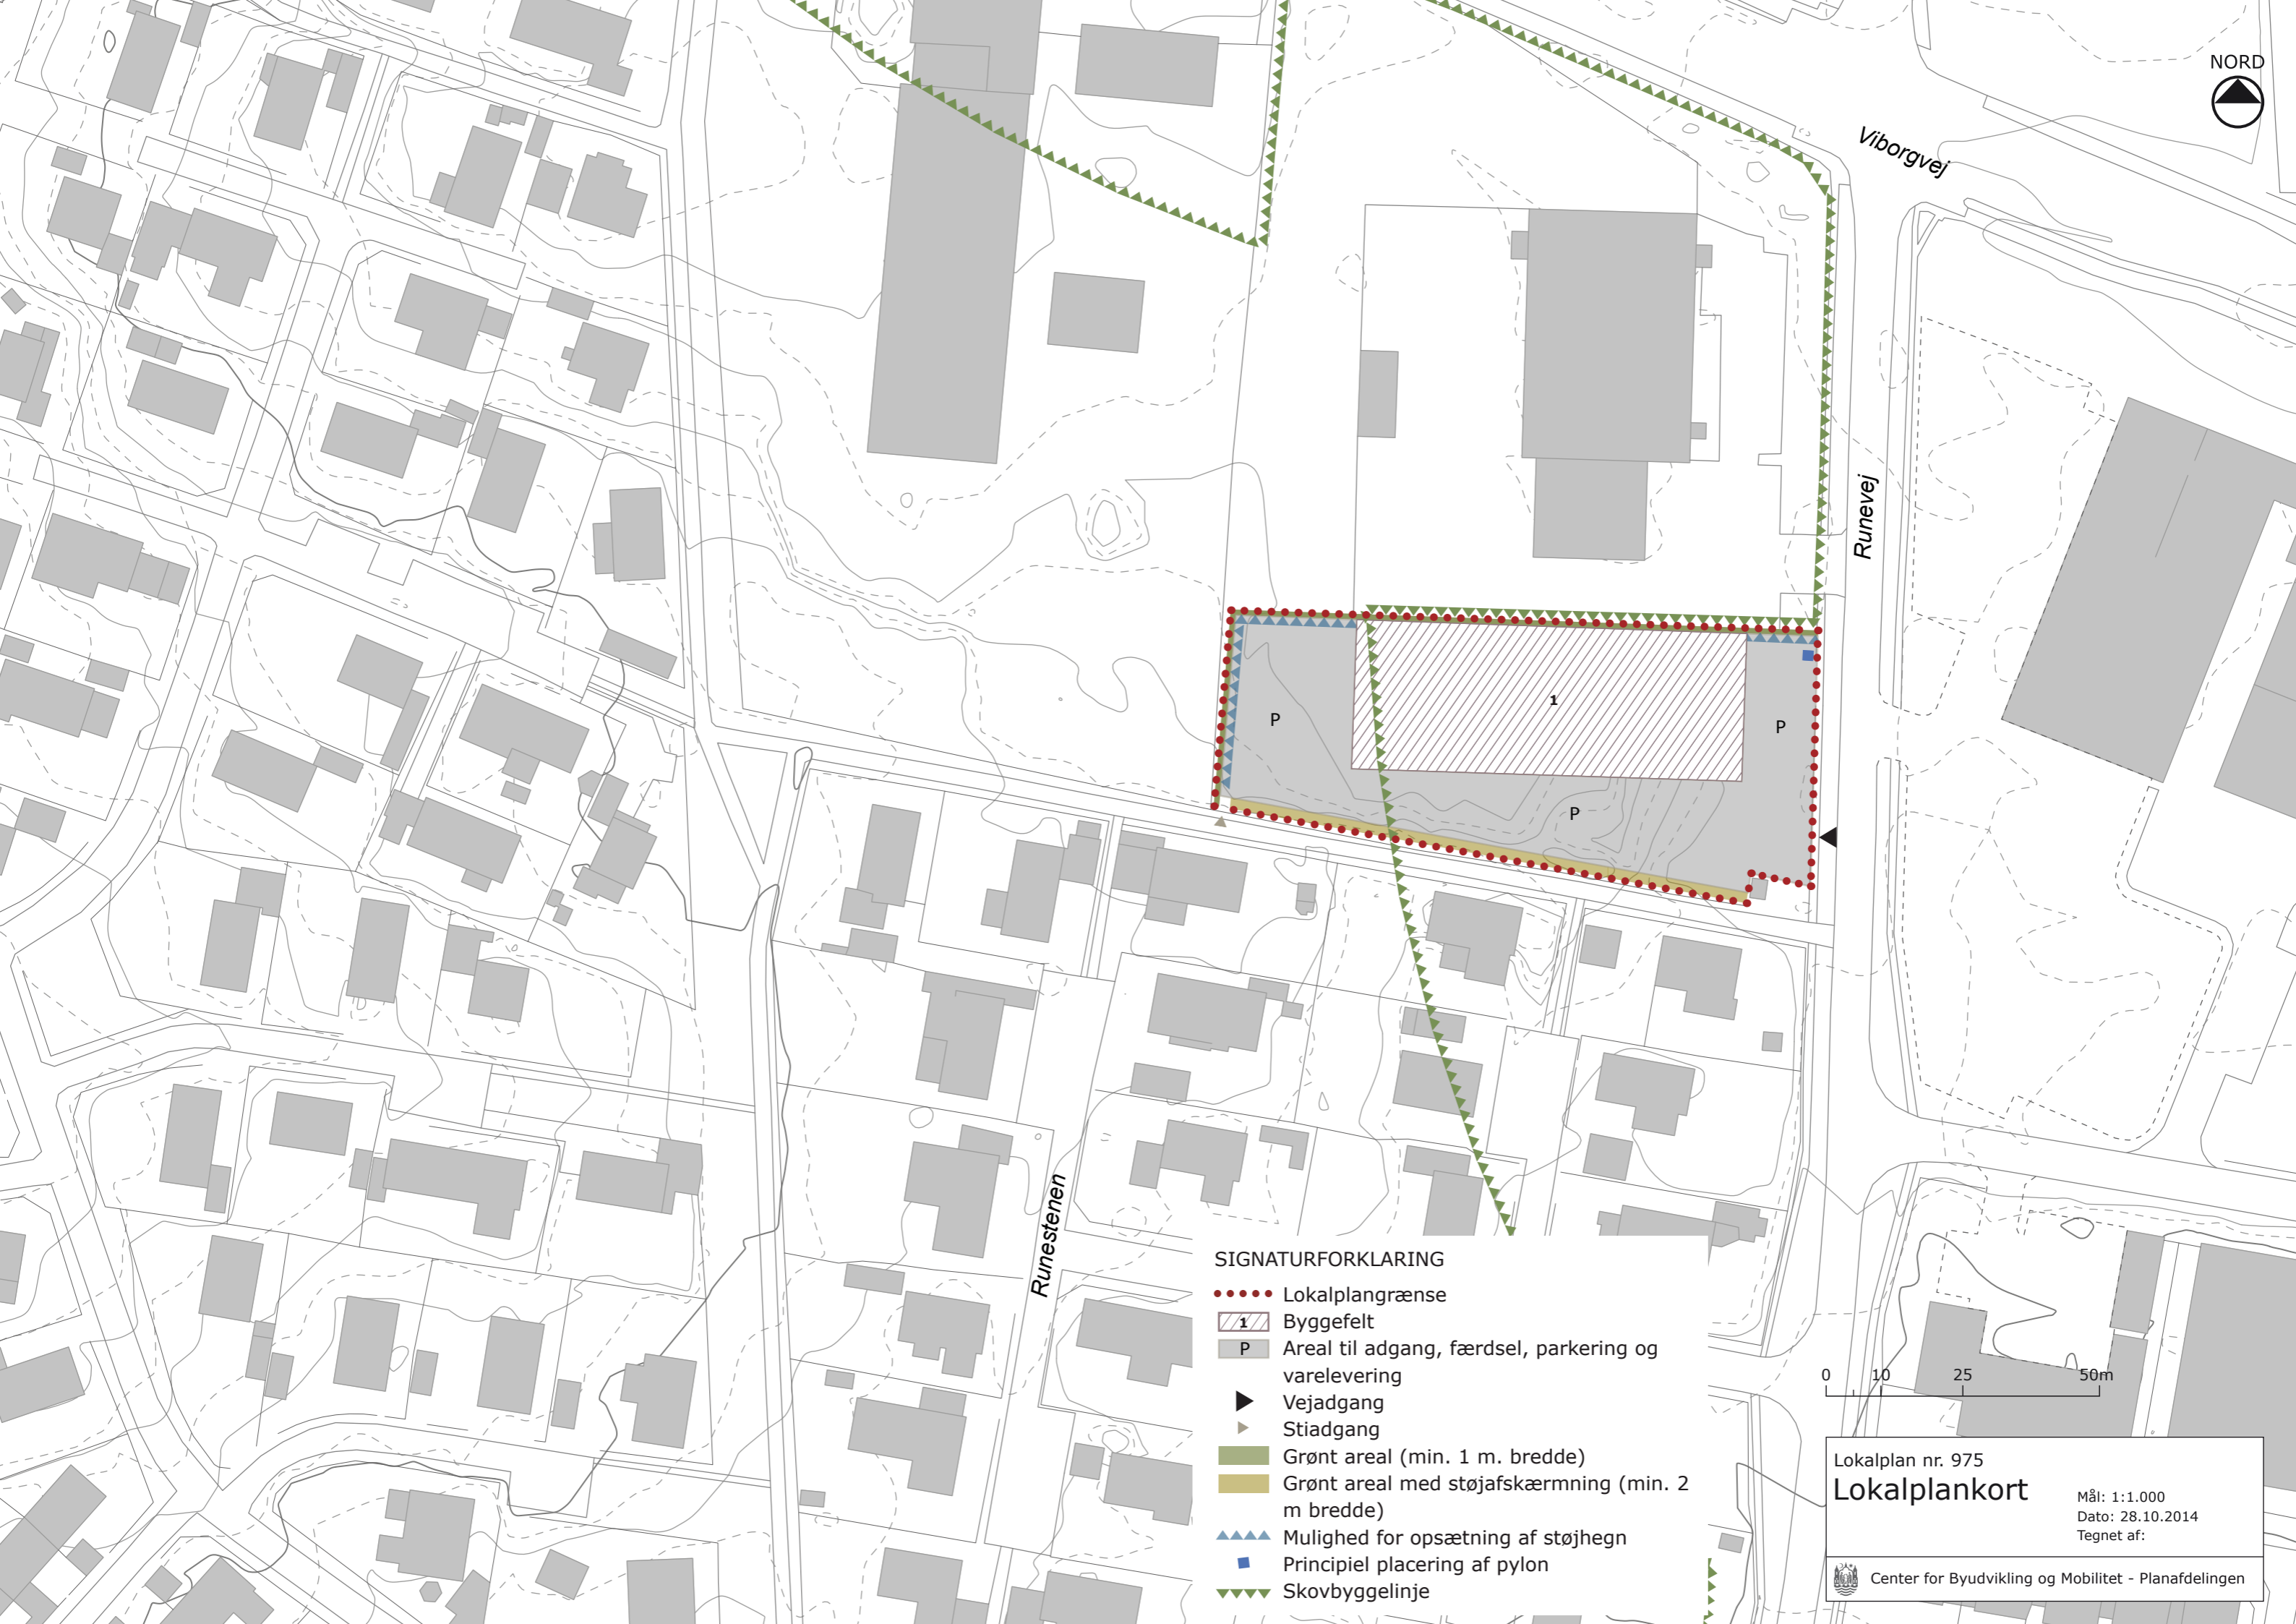 NORD
Viborgvej
Runevej
P
1
P
P
Runestenen
SIGNATURFORKLARING
Lokalplangrænse
1 Byggefelt
P Areal til adgang, færdsel, parkering og
varelevering
Vejadgang
Stiadgang
Grønt areal (min. 1 m. bredde)
Grønt areal med støjafskærmning (min. 2
m bredde)
Mulighed for opsætning af støjhegn
Principiel placering af pylon
Skovbyggelinje
0 10 25 50m
Lokalplan nr. 975
Lokalplankort
Mål: 1:1.000
Dato: 28.10.2014
Tegnet af:
Center for Byudvikling og Mobilitet - Planafdelingen